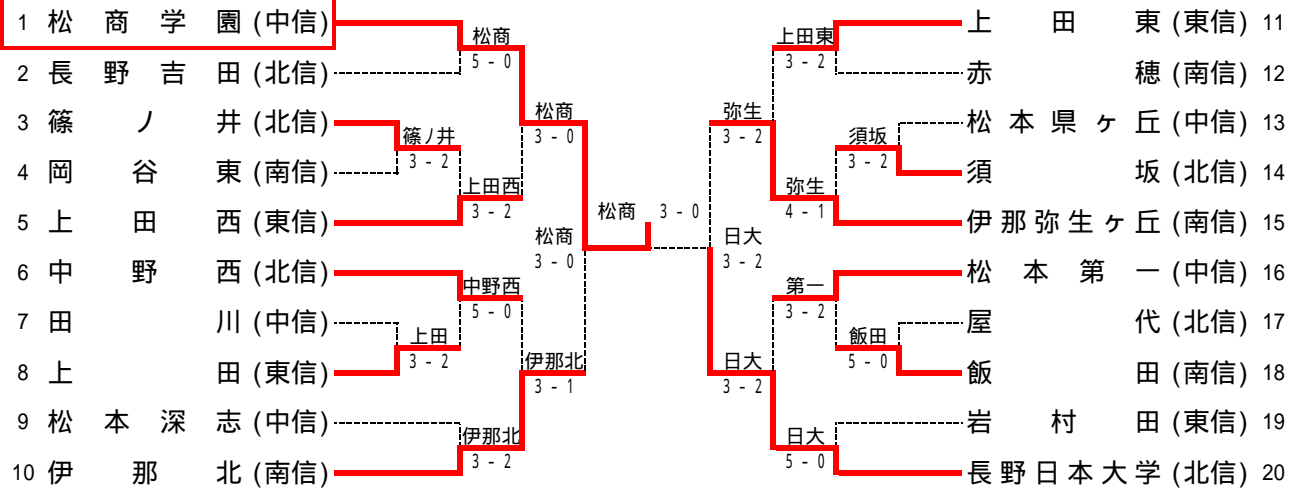 1 松商学園(中信)
2 長野吉田(北信)
3 篠ノ井(北信)
4 岡谷東(南信)
5 上田西(東信)
6 中野西(北信)
7 田川(中信)
8 上田(東信)
9 松本深志(中信)
10 伊那北(南信)
松商
5 - 0
篠ノ井
3 - 2
上田西
3 - 2
中野西
5 - 0
上田
3 - 2
伊那北
3 - 2
松商
3 - 0
伊那北
3 - 1
松商
3 - 0
松商 3 - 0
日大
3 - 2
弥生
3 - 2
日大
3 - 2
上田東
3 - 2
須坂
3 - 2
弥生
4 - 1
第一
3 - 2
飯田
5 - 0
日大
5 - 0
上田東(東信) 11
赤穂(南信) 12
松本県ヶ丘(中信) 13
須坂(北信) 14
伊那弥生ヶ丘(南信) 15
松本第一(中信) 16
屋代(北信) 17
飯田(南信) 18
岩村田(東信) 19
長野日本大学(北信) 20